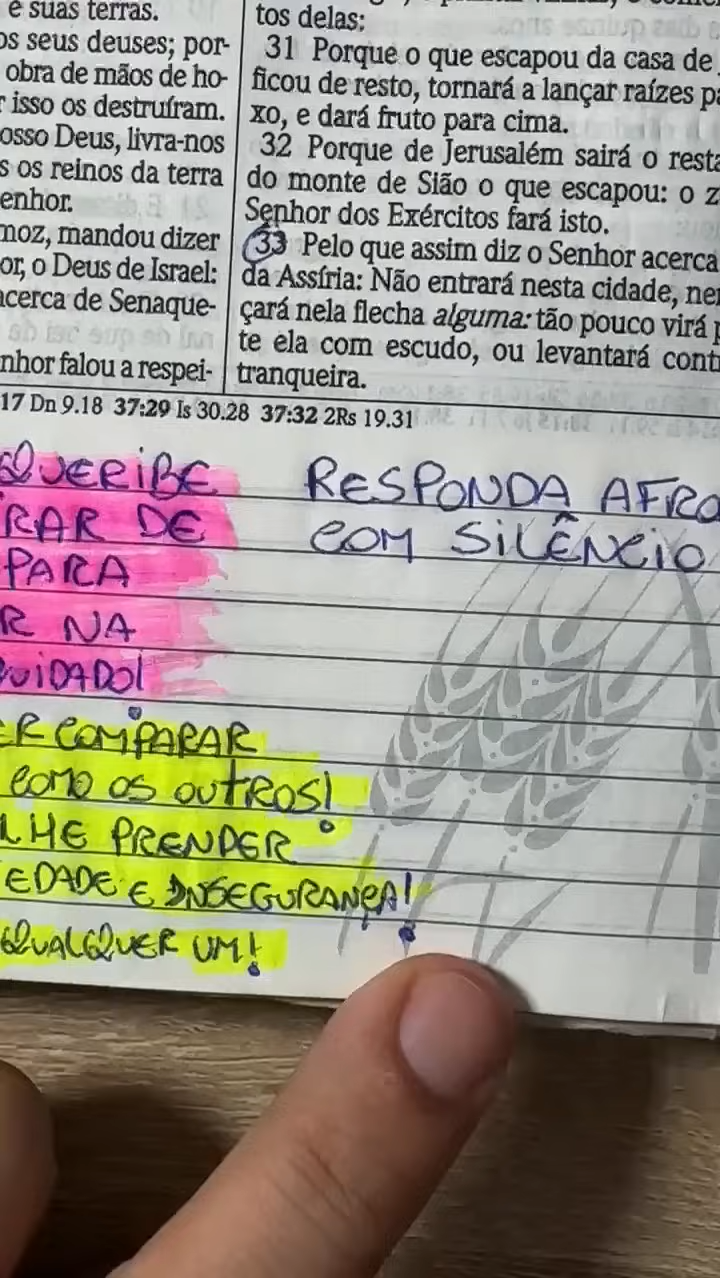 e suas terras.
os seus deuses; por-
obra de mãos de ho-
r isso os destruíram.
osso Deus, livra-nos
s os reinos da terra
enhor.
moz, mandou dizer
or, o Deus de Israel:
acerca de Senaque-
nhor falou a respei-
tos delas:
31 Porque o que escapou da casa de
ficou de resto, tornará a lançar raízes pa
xo, e dará fruto para cima.
32 Porque de Jerusalém sairá o resta
do monte de Sião o que escapou: o z
Senhor dos Exércitos fará isto.
33 Pelo que assim diz o Senhor acerca
da Assíria: Não entrará nesta cidade, nem
çará nela flecha alguma: tão pouco virá p
te ela com escudo, ou levantará cont
tranqueira.
17 Dn 9.18 37:29 Is 30.28 37:32 2Rs 19.31
QUERIBE
RAR DE
PARA
R NA
UIDADO!
ER COMPARAR
COMO OS OUTROS!
LHE PRENDER
EDADE E INSEGURANÇA!
QUALQUER UM!
RESPONDA AFRO
COM SILÊNCIO